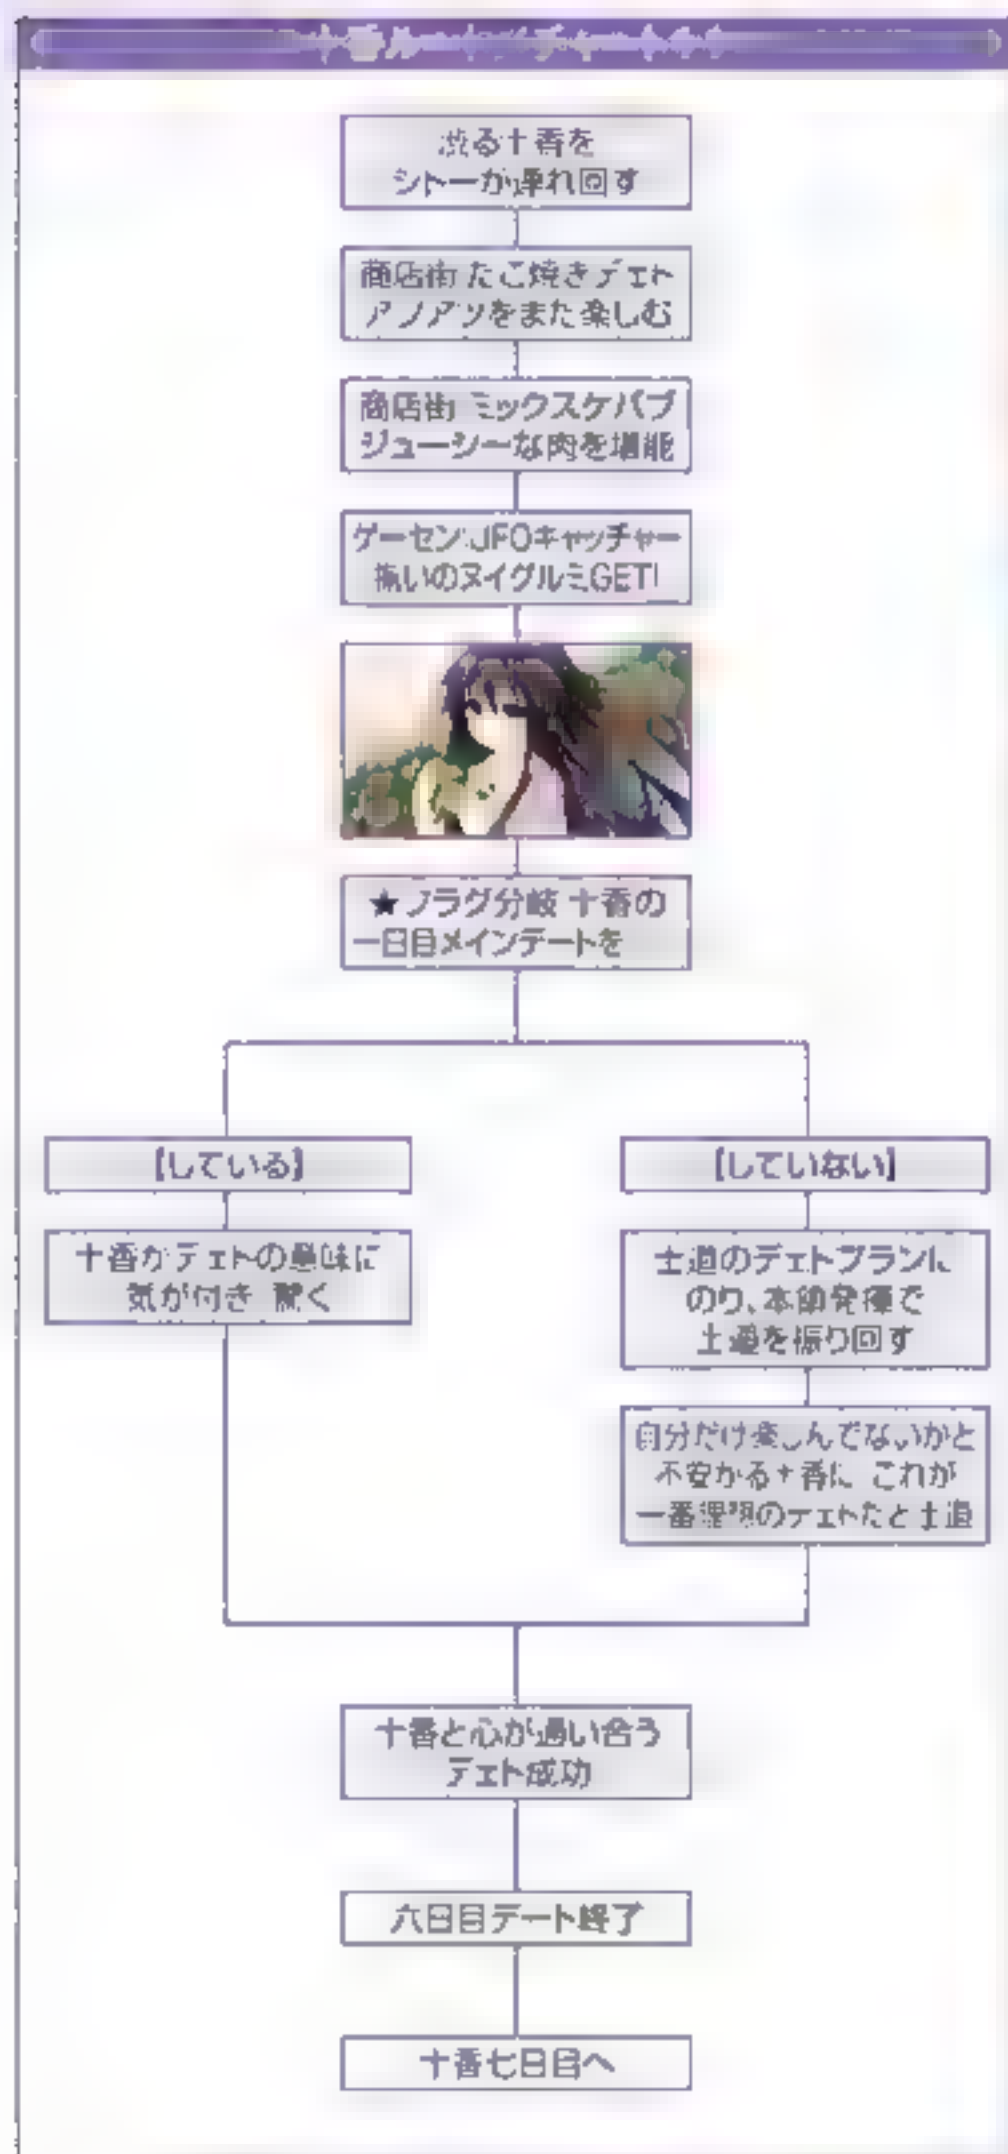 渋る十香を
シドーが連れ回す
商店街 たこ焼きデェト
アツアツをまた楽しむ
商店街 ミックスケバブ
ジューシーな肉を堪能
ゲーセンUFOキャッチャー
揃いのヌイグルミGET!
★フラグ分岐 十香の
一日目メインデートを
【している】
【していない】
十香がデェトの意味に
気が付き 驚く
士道のデェトプランに
のり、本領発揮で
士道を振り回す
自分だけ楽しんでないかと
不安がる十香に これが
一番理想のデェトだと士道
十香と心が通い合う
デェト成功
六日目デート終了
十香七日目へ